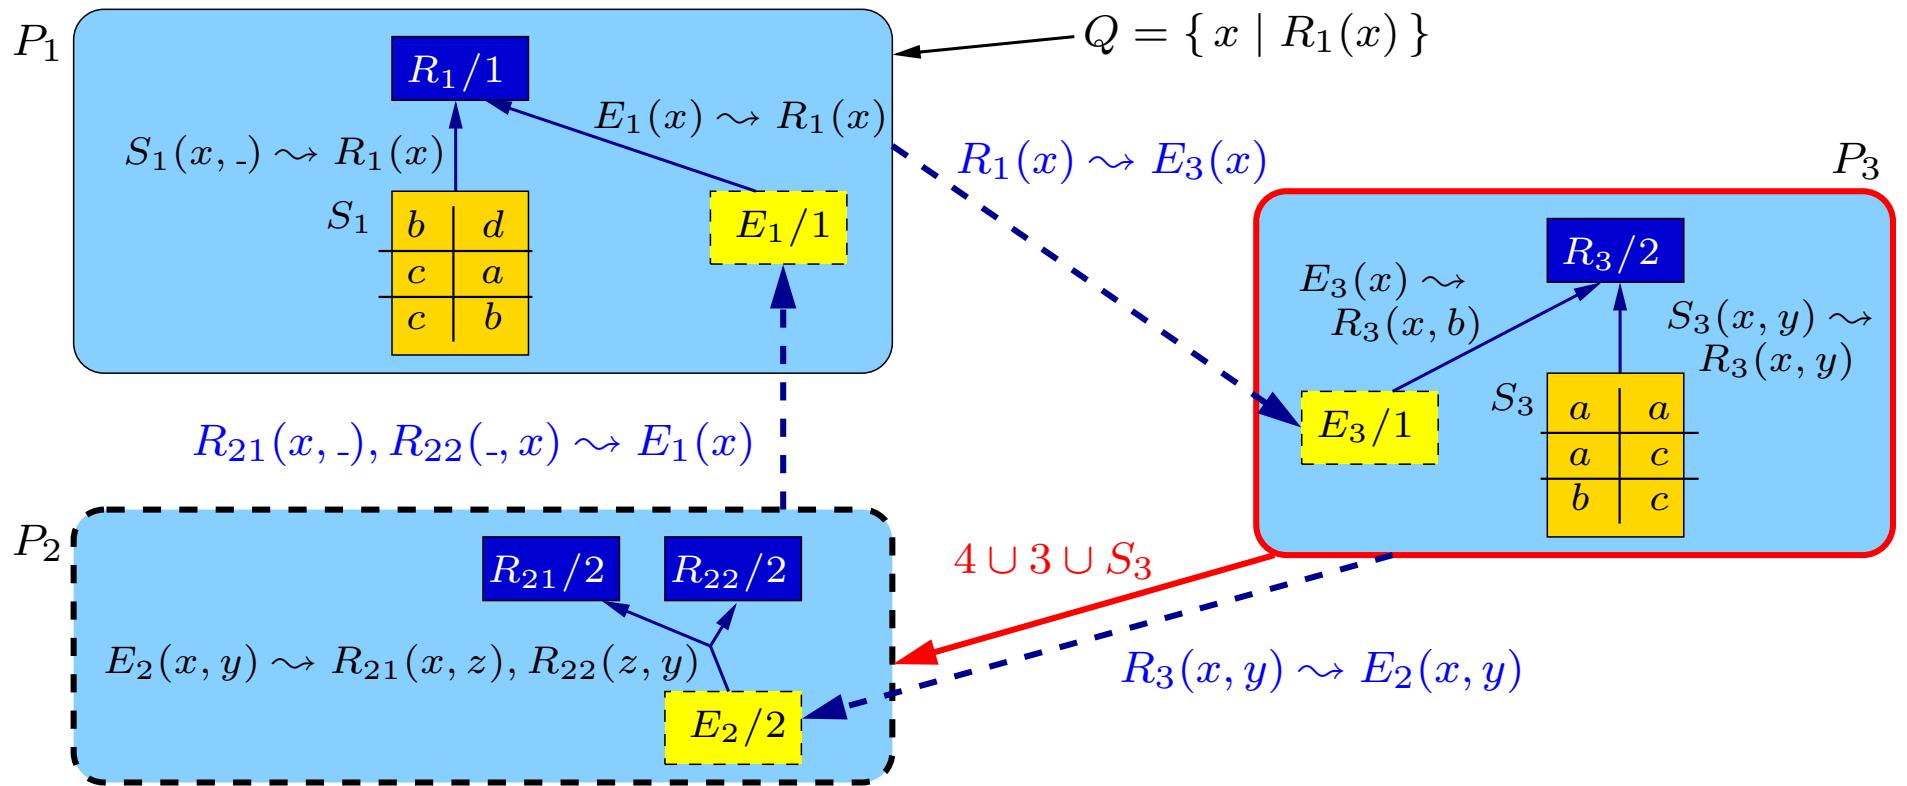 P₁
R₁/1
Q = { x | R₁(x) }
E₁(x) ⇝ R₁(x)
S₁(x, _) ⇝ R₁(x)
R₁(x) ⇝ E₃(x)
P₃
S₁
b d
c a
c b
E₁/1
R₃/2
E₃(x) ⇝
R₃(x, b)
S₃(x, y) ⇝
R₃(x, y)
E₃/1
S₃
a a
a c
b c
R₂₁(x, _), R₂₂(_, x) ⇝ E₁(x)
P₂
R₂₁/2
R₂₂/2
4 ∪ 3 ∪ S₃
E₂(x, y) ⇝ R₂₁(x, z), R₂₂(z, y)
R₃(x, y) ⇝ E₂(x, y)
E₂/2